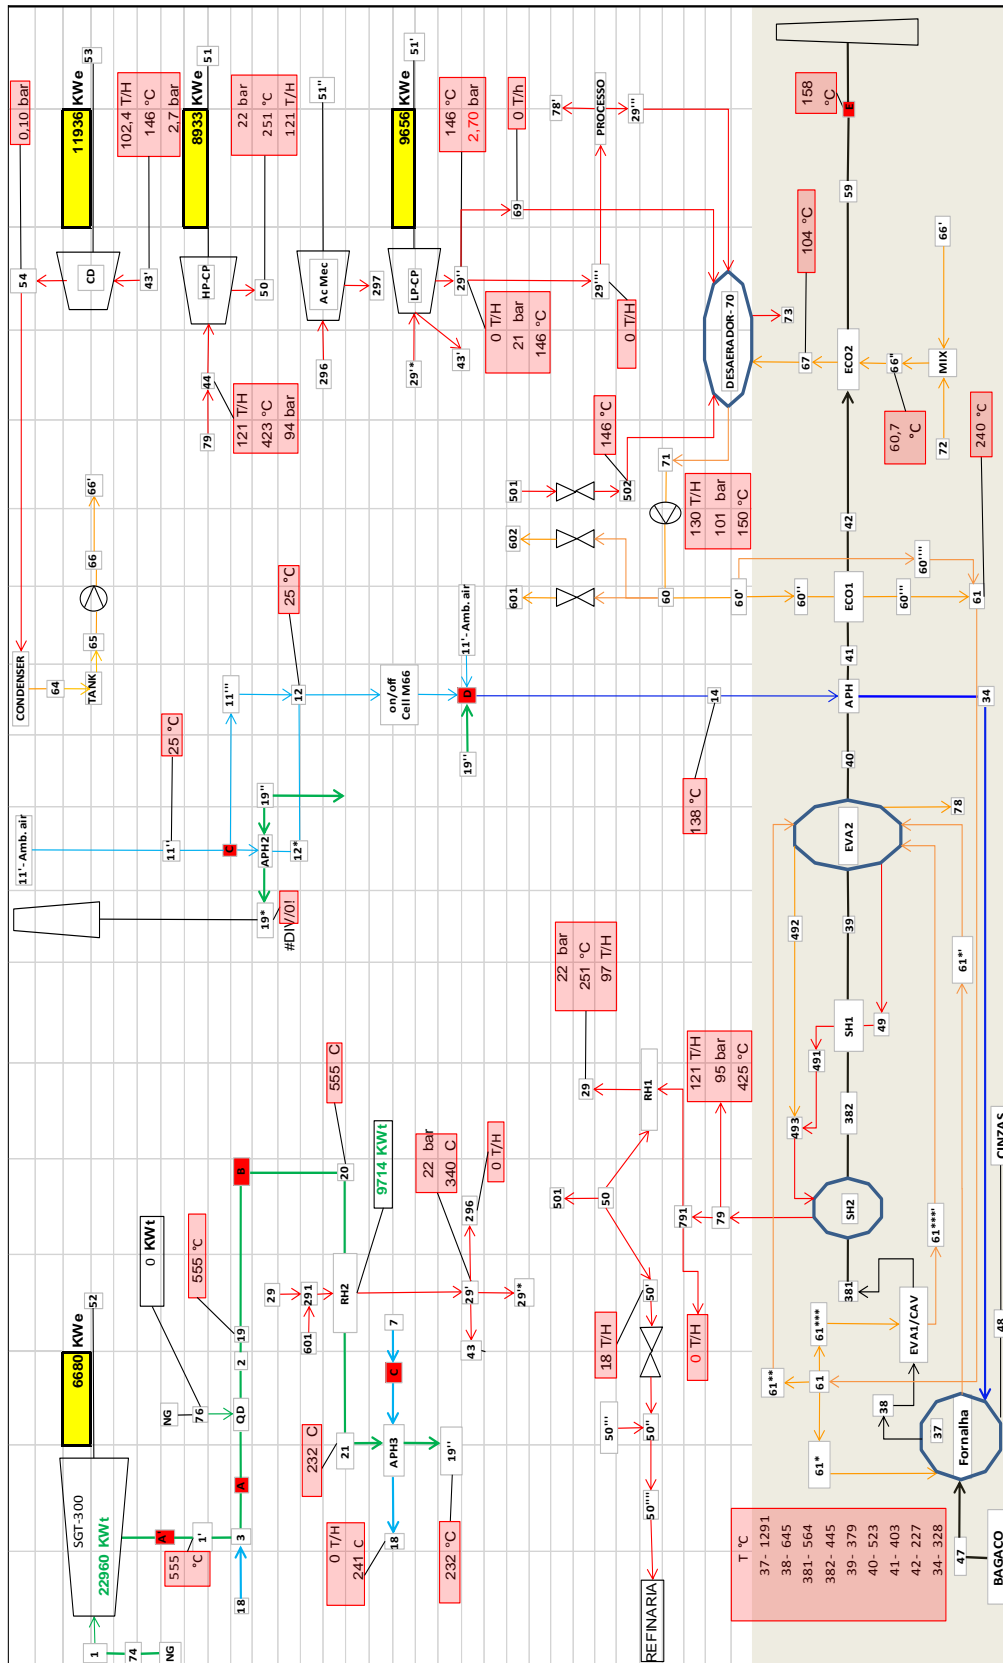 0,10 bar
54
CD
11936 KWe
53
102,4 T/H
146 °C
2,7 bar
43'
8933 KWe
51
HP-CP
22 bar
251 °C
121 T/H
50
44
79
121 T/H
423 °C
94 bar
51''
Ac Mec
297
296
9656 KWe
51'
LP-CP
146 °C
2,70 bar
0 T/h
69
29''
29'*
43'
0 T/H
21 bar
146 °C
78'
PROCESSO
29'''
29''''
0 T/H
DESAERADOR-70
73
158 °C
E
59
104 °C
67
ECO2
66'
66''
MIX
72
60,7 °C
240 °C
CONDENSER
64
TANK
65
66
66'
25 °C
11'''
12
on/off
Cell M66
11'- Amb. air
D
19''
14
138 °C
146 °C
501
502
71
602
601
60
130 T/H
101 bar
150 °C
60'
60''
ECO1
60'''
60''''
61
42
41
APH
34
40
11'- Amb. air
25 °C
11''
C
APH2
19''
12*
19*
#DIV/0!
EVA2
78
492
39
49
SH1
491
493
382
SH2
61*'
61***'
381
EVA1/CAV
61***
61**
61
61*
38
37
Fornalha
47
BAGACO
48
CINZAS
22 bar
251 °C
97 T/H
29
RH1
121 T/H
95 bar
425 °C
501
50
791
79
50'
18 T/H
0 T/H
50'''
50''
50''''
REFINARIA
555 C
B
20
9714 KWt
22 bar
340 C
0 T/H
296
29'
29'*
43
RH2
29
291
601
7
C
APH3
21
232 C
19''
232 °C
0 T/H
241 C
18
0 KWt
555 °C
19
2
NG
76
QD
A
3
18
6680 KWe
52
SGT-300
22960 KWt
A'
1'
555 °C
1
74
NG
T °C
37- 1291
38- 645
381- 564
382- 445
39- 379
40- 523
41- 403
42- 227
34- 328